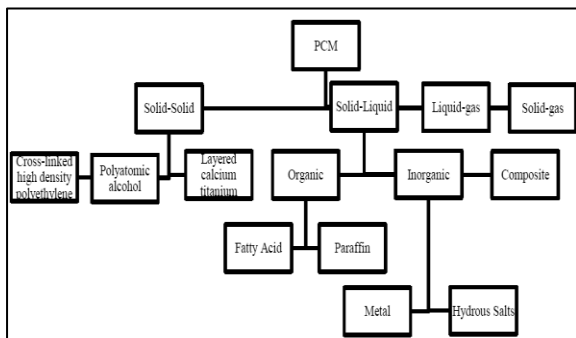 PCM
Solid-Solid
Solid-Liquid
Liquid-gas
Solid-gas
Cross-linked
high density
polyethylene
Polyatomic
alcohol
Layered
calcium
titanium
Organic
Inorganic
Composite
Fatty Acid
Paraffin
Metal
Hydrous Salts